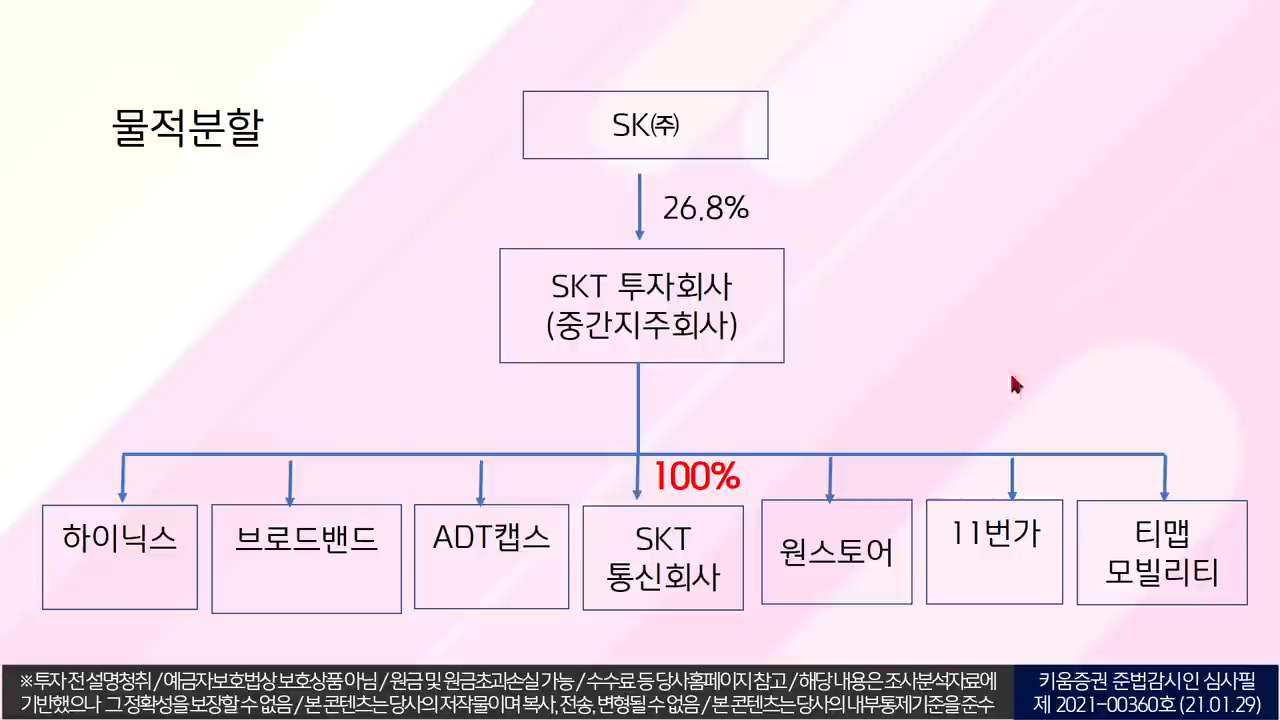 물적분할
SK㈜
26.8%
SKT 투자회사
(중간지주회사)
100%
하이닉스
브로드밴드
ADT캡스
SKT
통신회사
원스토어
11번가
티맵
모빌리티
※투자 전 설명청취 / 예금자보호법상 보호상품 아님 / 원금 및 원금초과손실 가능 / 수수료 등 당사홈페이지 참고 / 해당 내용은 조사분석자료에
기반했으나 그 정확성을 보장할 수 없음 / 본 콘텐츠는 당사의 저작물이며 복사, 전송, 변형될 수 없음 / 본 콘텐츠는 당사의 내부통제기준을 준수
키움증권 준법감시인 심사필
제 2021-00360호 (21.01.29)